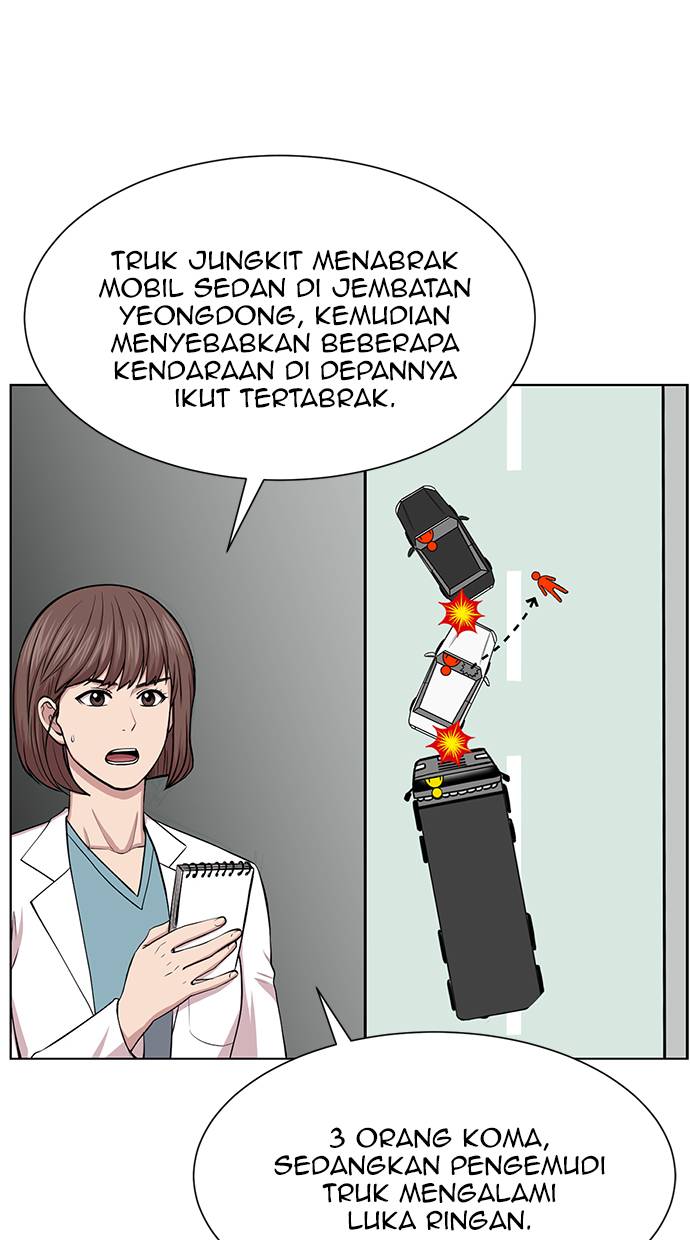 TRUK JUNGKIT MENABRAK
MOBIL SEDAN DI JEMBATAN
YEONGDONG, KEMUDIAN
MENYEBABKAN BEBERAPA
KENDARAAN DI DEPANNYA
IKUT TERTABRAK.
3 ORANG KOMA,
SEDANGKAN PENGEMUDI
TRUK MENGALAMI
LUKA RINGAN.